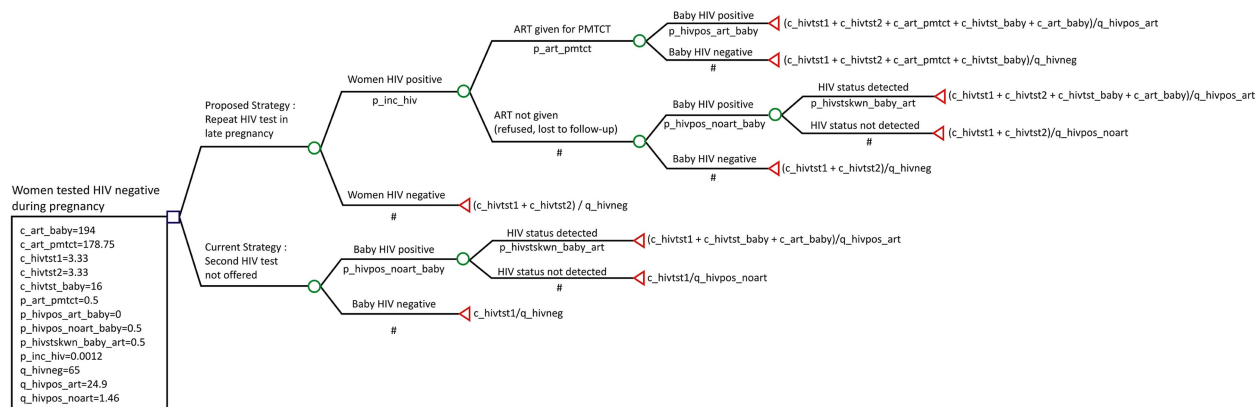 Women tested HIV negative
during pregnancy
c_art_baby=194
c_art_pmtct=178.75
c_hivtst1=3.33
c_hivtst2=3.33
c_hivtst_baby=16
p_art_pmtct=0.5
p_hivpos_art_baby=0
p_hivpos_noart_baby=0.5
p_hivstskwn_baby_art=0.5
p_inc_hiv=0.0012
q_hivneg=65
q_hivpos_art=24.9
q_hivpos_noart=1.46
Proposed Strategy :
Repeat HIV test in
late pregnancy
Women HIV positive
p_inc_hiv
ART given for PMTCT
p_art_pmtct
Baby HIV positive
p_hivpos_art_baby
(c_hivtst1 + c_hivtst2 + c_art_pmtct + c_hivtst_baby + c_art_baby)/q_hivpos_art
Baby HIV negative
#
(c_hivtst1 + c_hivtst2 + c_art_pmtct + c_hivtst_baby)/q_hivneg
ART not given
(refused, lost to follow-up)
#
Baby HIV positive
p_hivpos_noart_baby
HIV status detected
p_hivstskwn_baby_art
(c_hivtst1 + c_hivtst2 + c_hivtst_baby + c_art_baby)/q_hivpos_art
HIV status not detected
#
(c_hivtst1 + c_hivtst2)/q_hivpos_noart
Baby HIV negative
#
(c_hivtst1 + c_hivtst2)/q_hivneg
Women HIV negative
#
(c_hivtst1 + c_hivtst2) / q_hivneg
Current Strategy :
Second HIV test
not offered
Baby HIV positive
p_hivpos_noart_baby
HIV status detected
p_hivstskwn_baby_art
(c_hivtst1 + c_hivtst_baby + c_art_baby)/q_hivpos_art
HIV status not detected
#
c_hivtst1/q_hivpos_noart
Baby HIV negative
#
c_hivtst1/q_hivneg